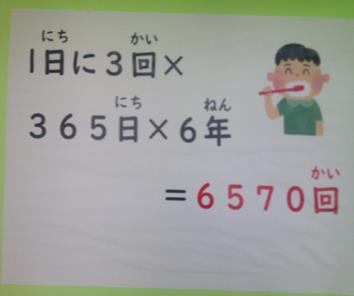 にち かい
1日に3回×
にち ねん
365日×6年
かい
=6570回